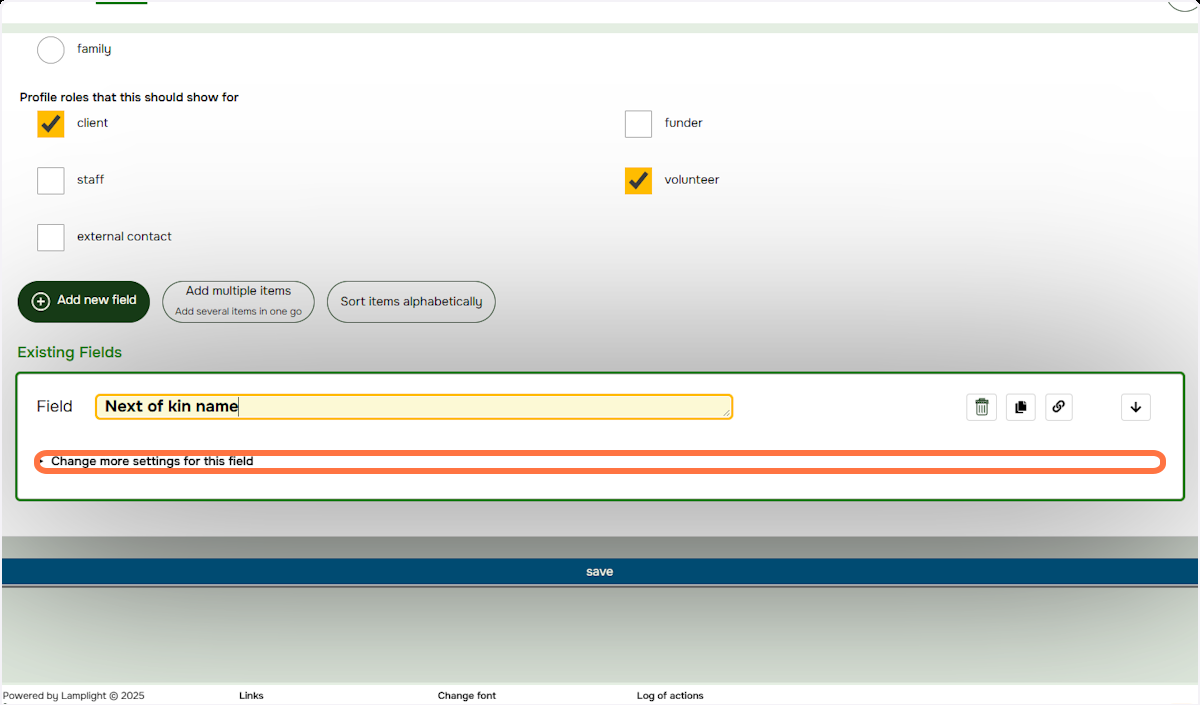 family
Profile roles that this should show for
client
funder
staff
volunteer
external contact
Add new field
Add multiple items
Add several items in one go
Sort items alphabetically
Existing Fields
Field
Next of kin name
Change more settings for this field
save
Powered by Lamplight © 2025
Links
Change font
Log of actions